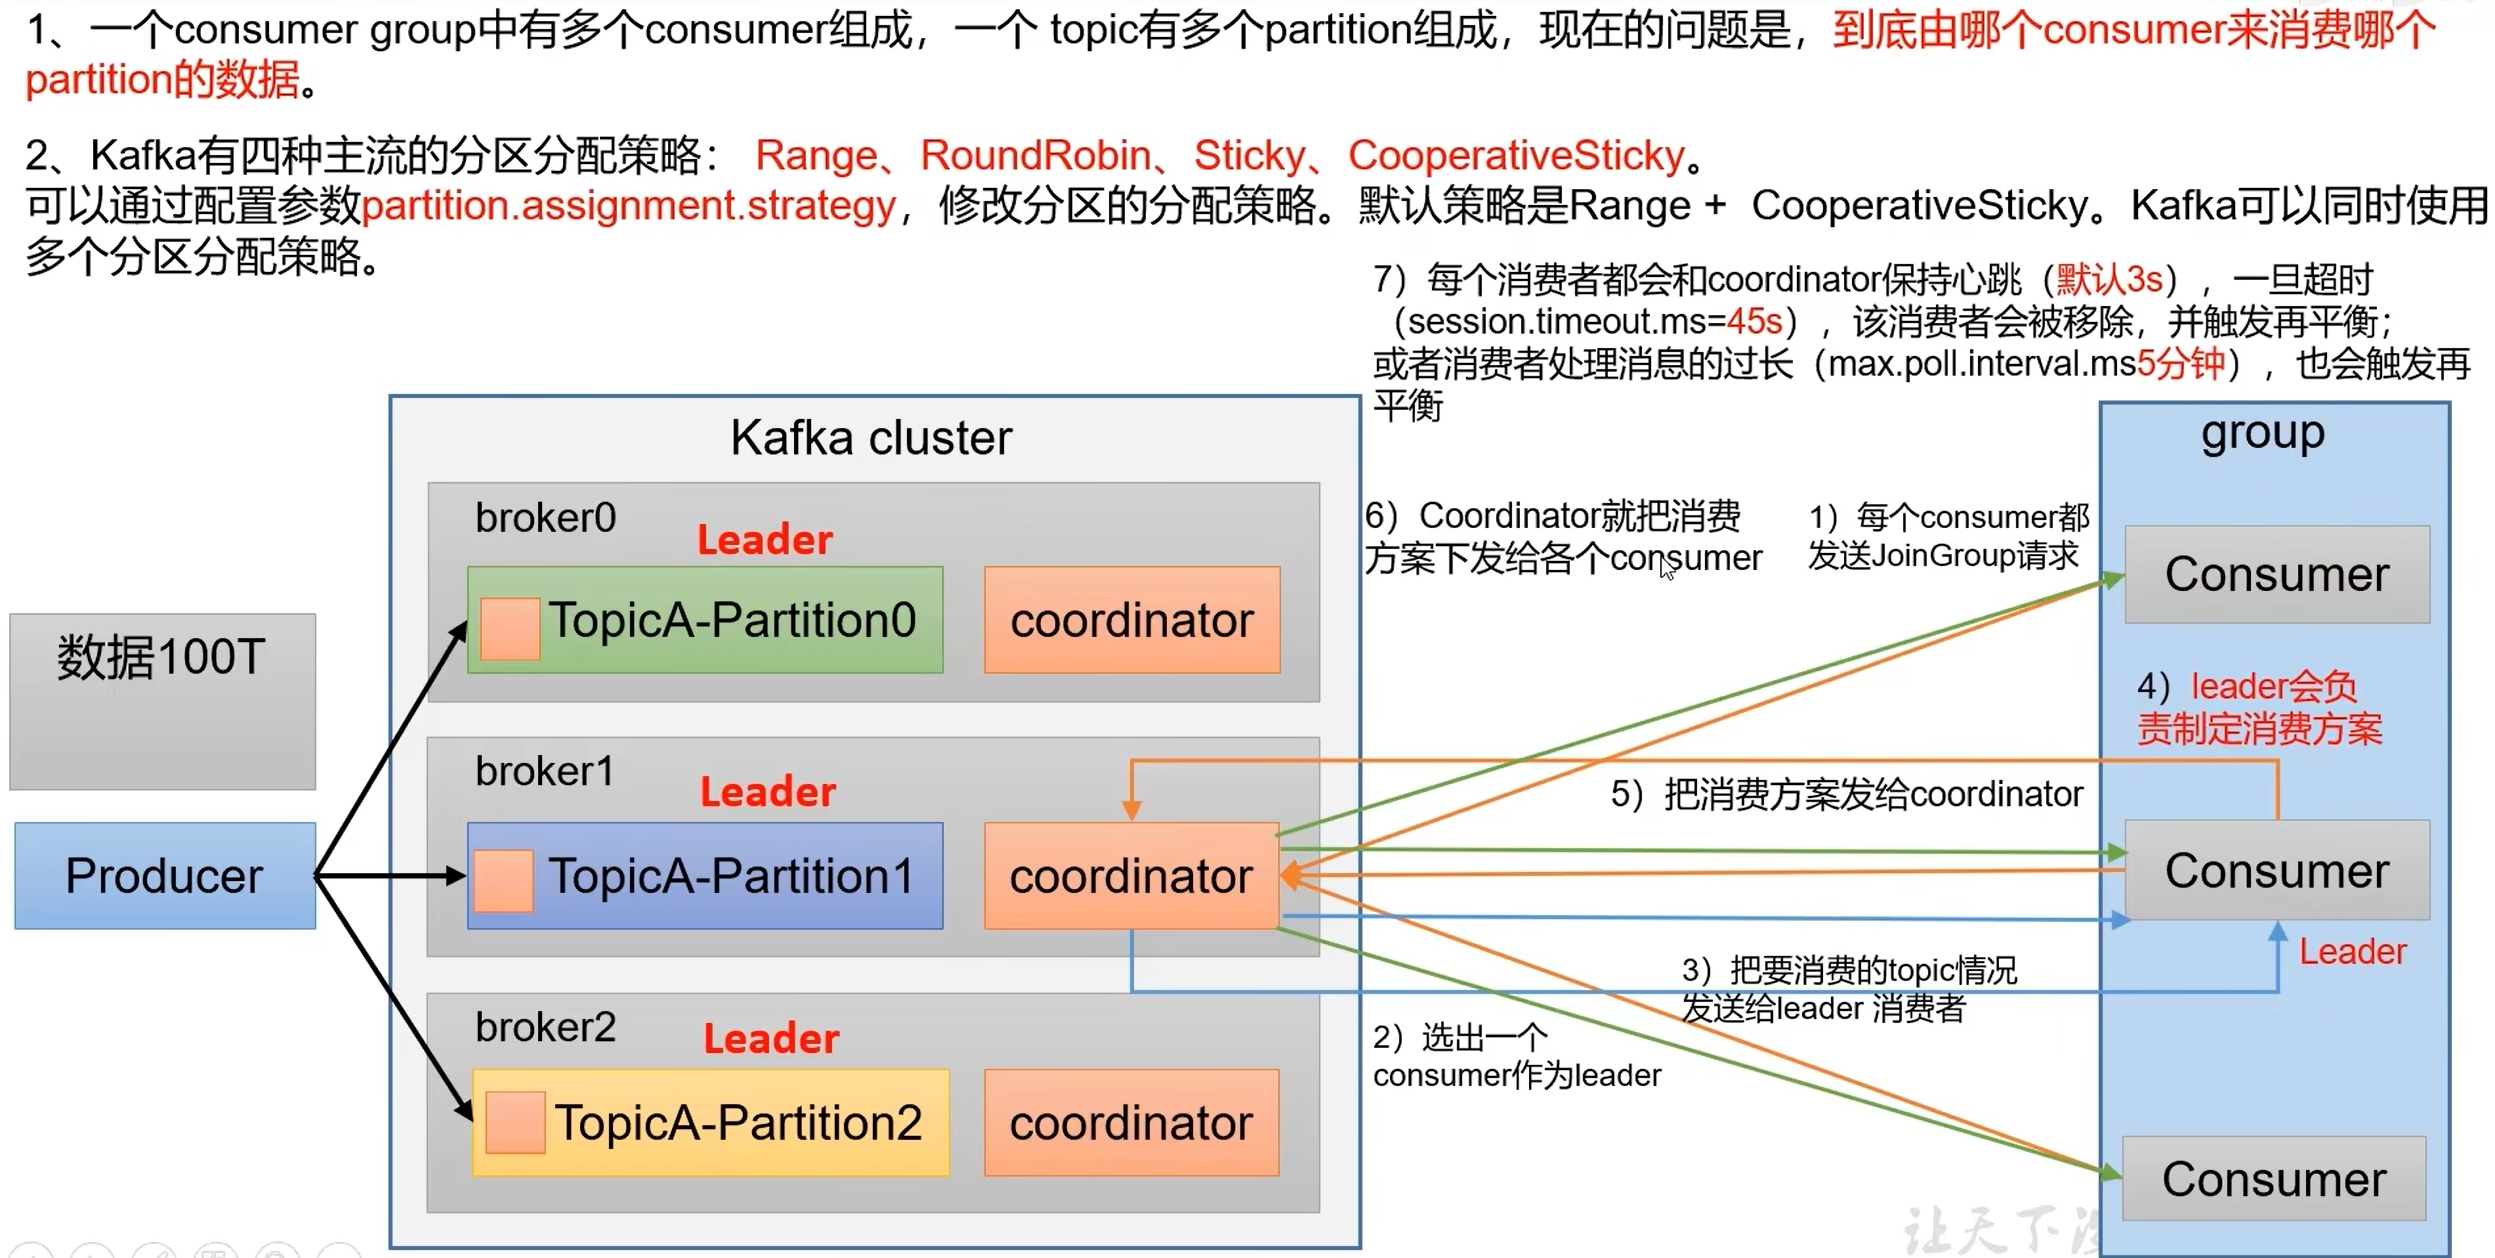 1、一个consumer group中有多个consumer组成，一个 topic有多个partition组成，现在的问题是，到底由哪个consumer来消费哪个
partition的数据。
2、Kafka有四种主流的分区分配策略： Range、RoundRobin、Sticky、CooperativeSticky。
可以通过配置参数partition.assignment.strategy，修改分区的分配策略。默认策略是Range + CooperativeSticky。Kafka可以同时使用
多个分区分配策略。
7）每个消费者都会和coordinator保持心跳（默认3s），一旦超时
（session.timeout.ms=45s），该消费者会被移除，并触发再平衡；
或者消费者处理消息的过长（max.poll.interval.ms5分钟），也会触发再
平衡
Kafka cluster
group
broker0
Leader
TopicA-Partition0
coordinator
6）Coordinator就把消费
方案下发给各个consumer
1）每个consumer都
发送JoinGroup请求
Consumer
数据100T
4）leader会负
责制定消费方案
broker1
Leader
5）把消费方案发给coordinator
Producer
TopicA-Partition1
coordinator
Consumer
Leader
3）把要消费的topic情况
发送给leader 消费者
broker2
Leader
2）选出一个
consumer作为leader
TopicA-Partition2
coordinator
Consumer
让天下没